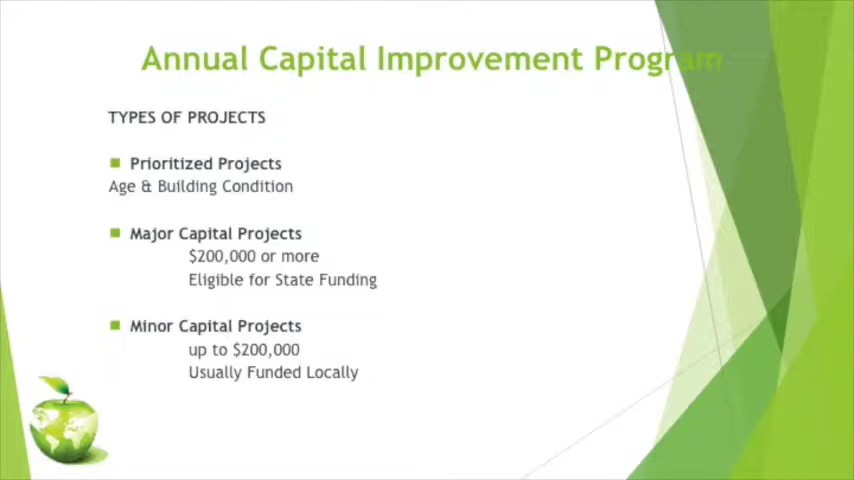 Annual Capital Improvement Program
TYPES OF PROJECTS
Prioritized Projects
Age & Building Condition
Major Capital Projects
$200,000 or more
Eligible for State Funding
Minor Capital Projects
up to $200,000
Usually Funded Locally